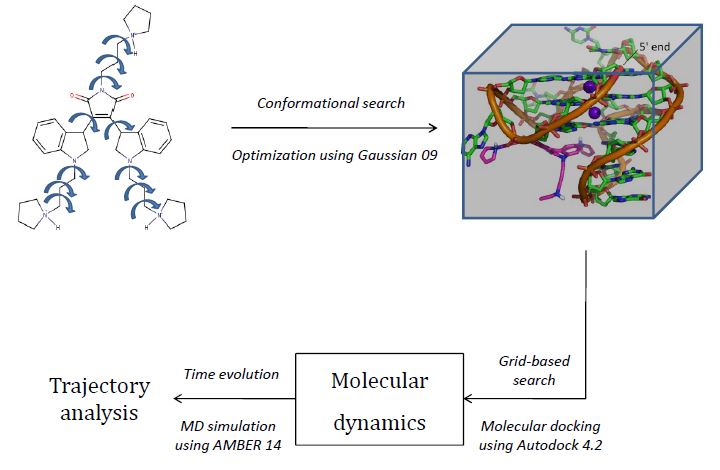 N
H
O
N
O
N
N
N
H
N
H
Conformational search
Optimization using Gaussian 09
5' end
Grid-based
search
Molecular docking
using Autodock 4.2
Molecular
dynamics
Time evolution
MD simulation
using AMBER 14
Trajectory
analysis